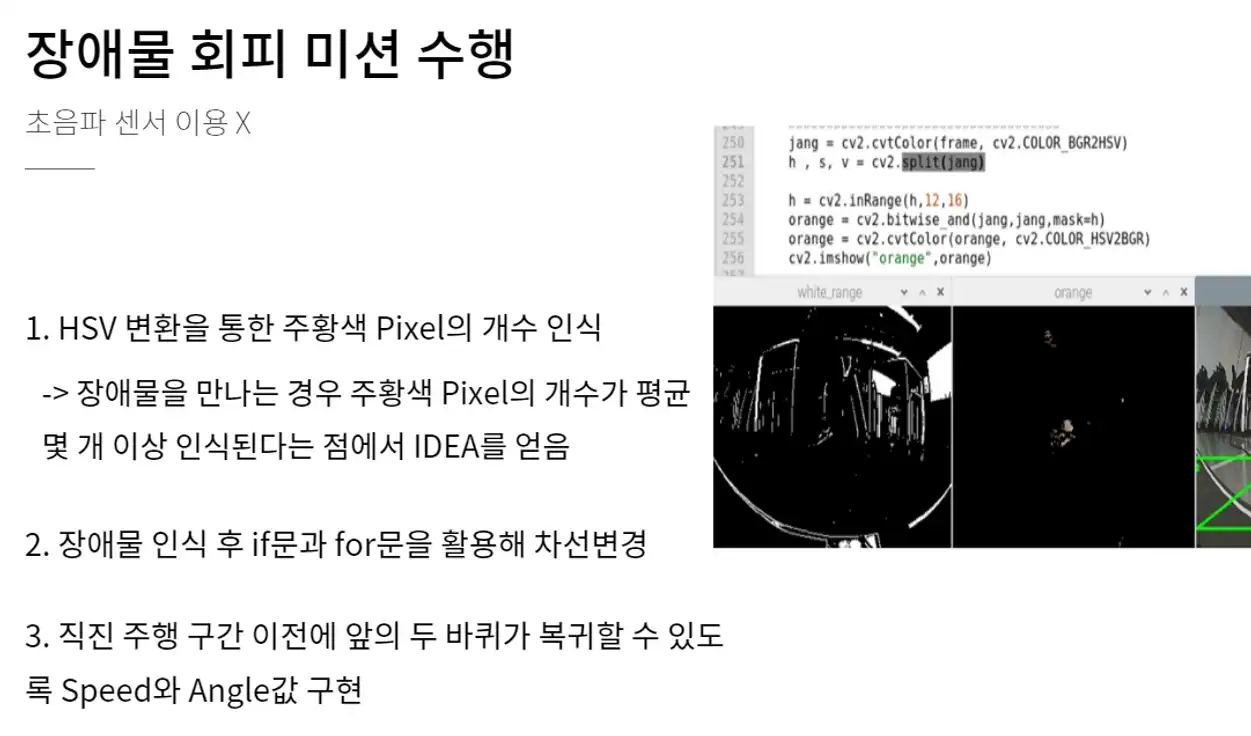 장애물 회피 미션 수행
초음파 센서 이용 X
250 jang = cv2.cvtColor(frame, cv2.COLOR_BGR2HSV)
251 h , s, v = cv2.split(jang)
252
253 h = cv2.inRange(h,12,16)
254 orange = cv2.bitwise_and(jang,jang,mask=h)
255 orange = cv2.cvtColor(orange, cv2.COLOR_HSV2BGR)
256 cv2.imshow("orange",orange)
white_range
orange
1. HSV 변환을 통한 주황색 Pixel의 개수 인식
-> 장애물을 만나는 경우 주황색 Pixel의 개수가 평균
몇 개 이상 인식된다는 점에서 IDEA를 얻음
2. 장애물 인식 후 if문과 for문을 활용해 차선변경
3. 직진 주행 구간 이전에 앞의 두 바퀴가 복귀할 수 있도
록 Speed와 Angle값 구현